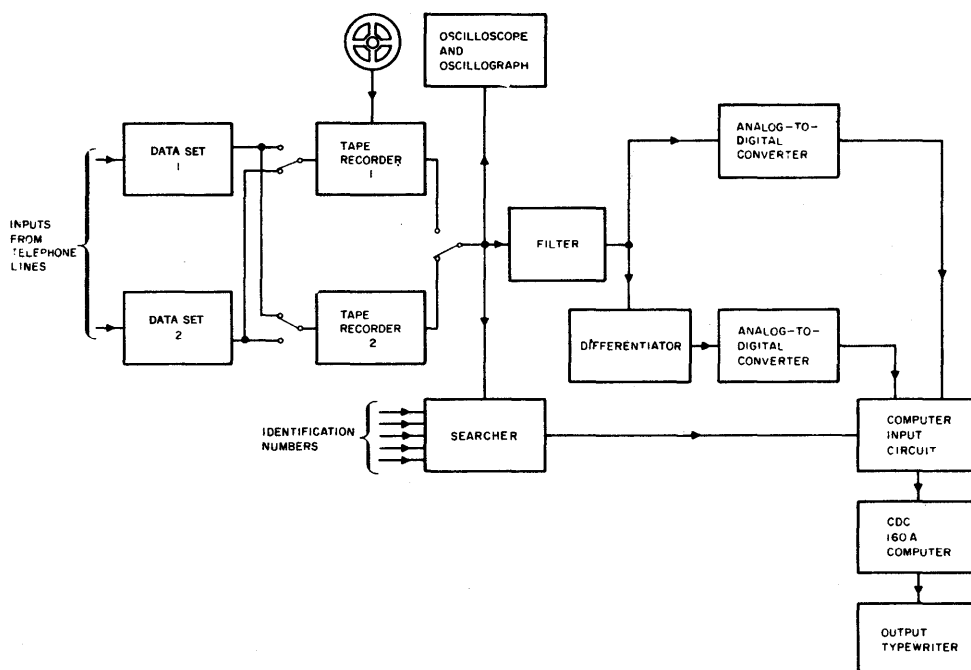 OSCILLOSCOPE
AND
OSCILLOGRAPH
DATA SET
1
TAPE
RECORDER
1
ANALOG-TO-
DIGITAL
CONVERTER
INPUTS
FROM
TELEPHONE
LINES
FILTER
DATA SET
2
TAPE
RECORDER
2
DIFFERENTIATOR
ANALOG-TO-
DIGITAL
CONVERTER
IDENTIFICATION
NUMBERS
SEARCHER
COMPUTER
INPUT
CIRCUIT
CDC
160 A
COMPUTER
OUTPUT
TYPEWRITER